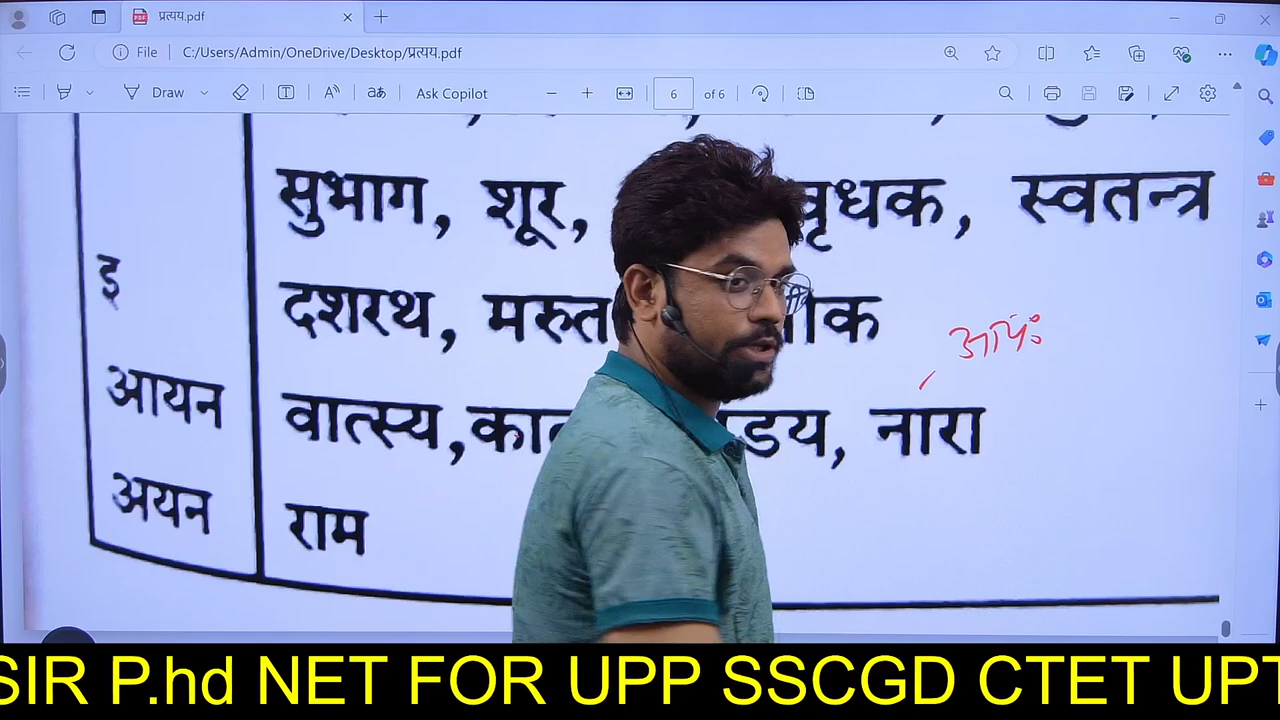 प्रत्यय.pdf
File C:/Users/Admin/OneDrive/Desktop/प्रत्यय.pdf
Draw Ask Copilot 6 of 6
सुभाग, शूर, स्वतन्त्र
इ दशरथ,
आयन वात्स्य, नारा
अयन राम
SIR P.hd NET FOR UPP SSCGD CTET UPT